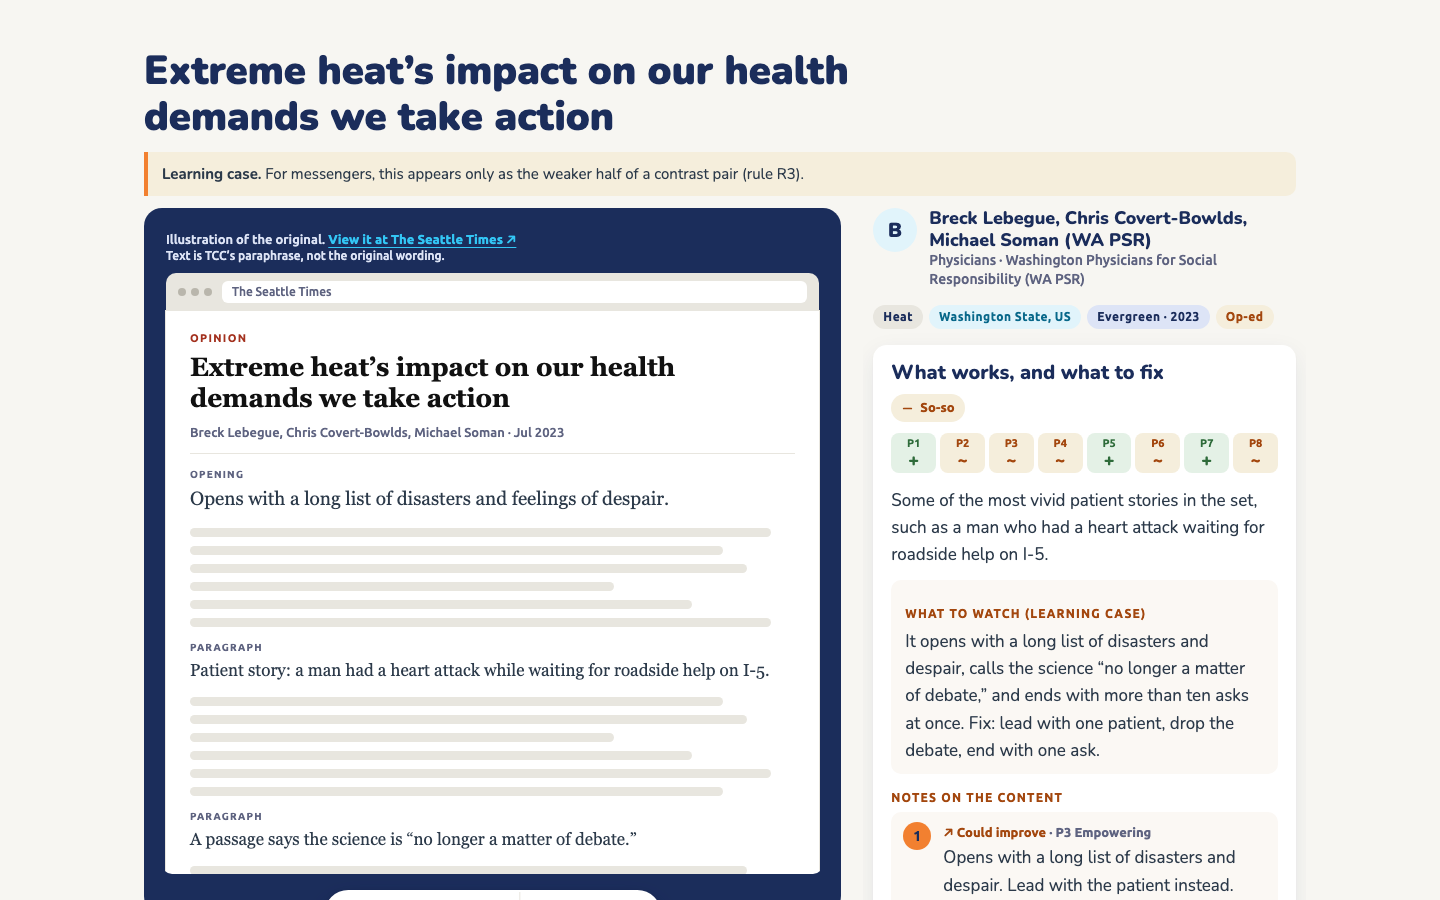 Extreme heat’s impact on our health
demands we take action
Learning case. For messengers, this appears only as the weaker half of a contrast pair (rule R3).
Illustration of the original. View it at The Seattle Times ↗
Text is TCC’s paraphrase, not the original wording.
The Seattle Times
OPINION
Extreme heat’s impact on our health
demands we take action
Breck Lebegue, Chris Covert-Bowlds, Michael Soman · Jul 2023
OPENING
Opens with a long list of disasters and feelings of despair.
PARAGRAPH
Patient story: a man had a heart attack while waiting for roadside help on I-5.
PARAGRAPH
A passage says the science is “no longer a matter of debate.”
B
Breck Lebegue, Chris Covert-Bowlds,
Michael Soman (WA PSR)
Physicians · Washington Physicians for Social
Responsibility (WA PSR)
Heat Washington State, US Evergreen · 2023 Op-ed
What works, and what to fix
– So-so
P1 P2 P3 P4 P5 P6 P7 P8
+ ~ ~ ~ + ~ + ~
Some of the most vivid patient stories in the set,
such as a man who had a heart attack waiting for
roadside help on I-5.
WHAT TO WATCH (LEARNING CASE)
It opens with a long list of disasters and
despair, calls the science “no longer a matter
of debate,” and ends with more than ten asks
at once. Fix: lead with one patient, drop the
debate, end with one ask.
NOTES ON THE CONTENT
1
↗ Could improve · P3 Empowering
Opens with a long list of disasters and
despair. Lead with the patient instead.